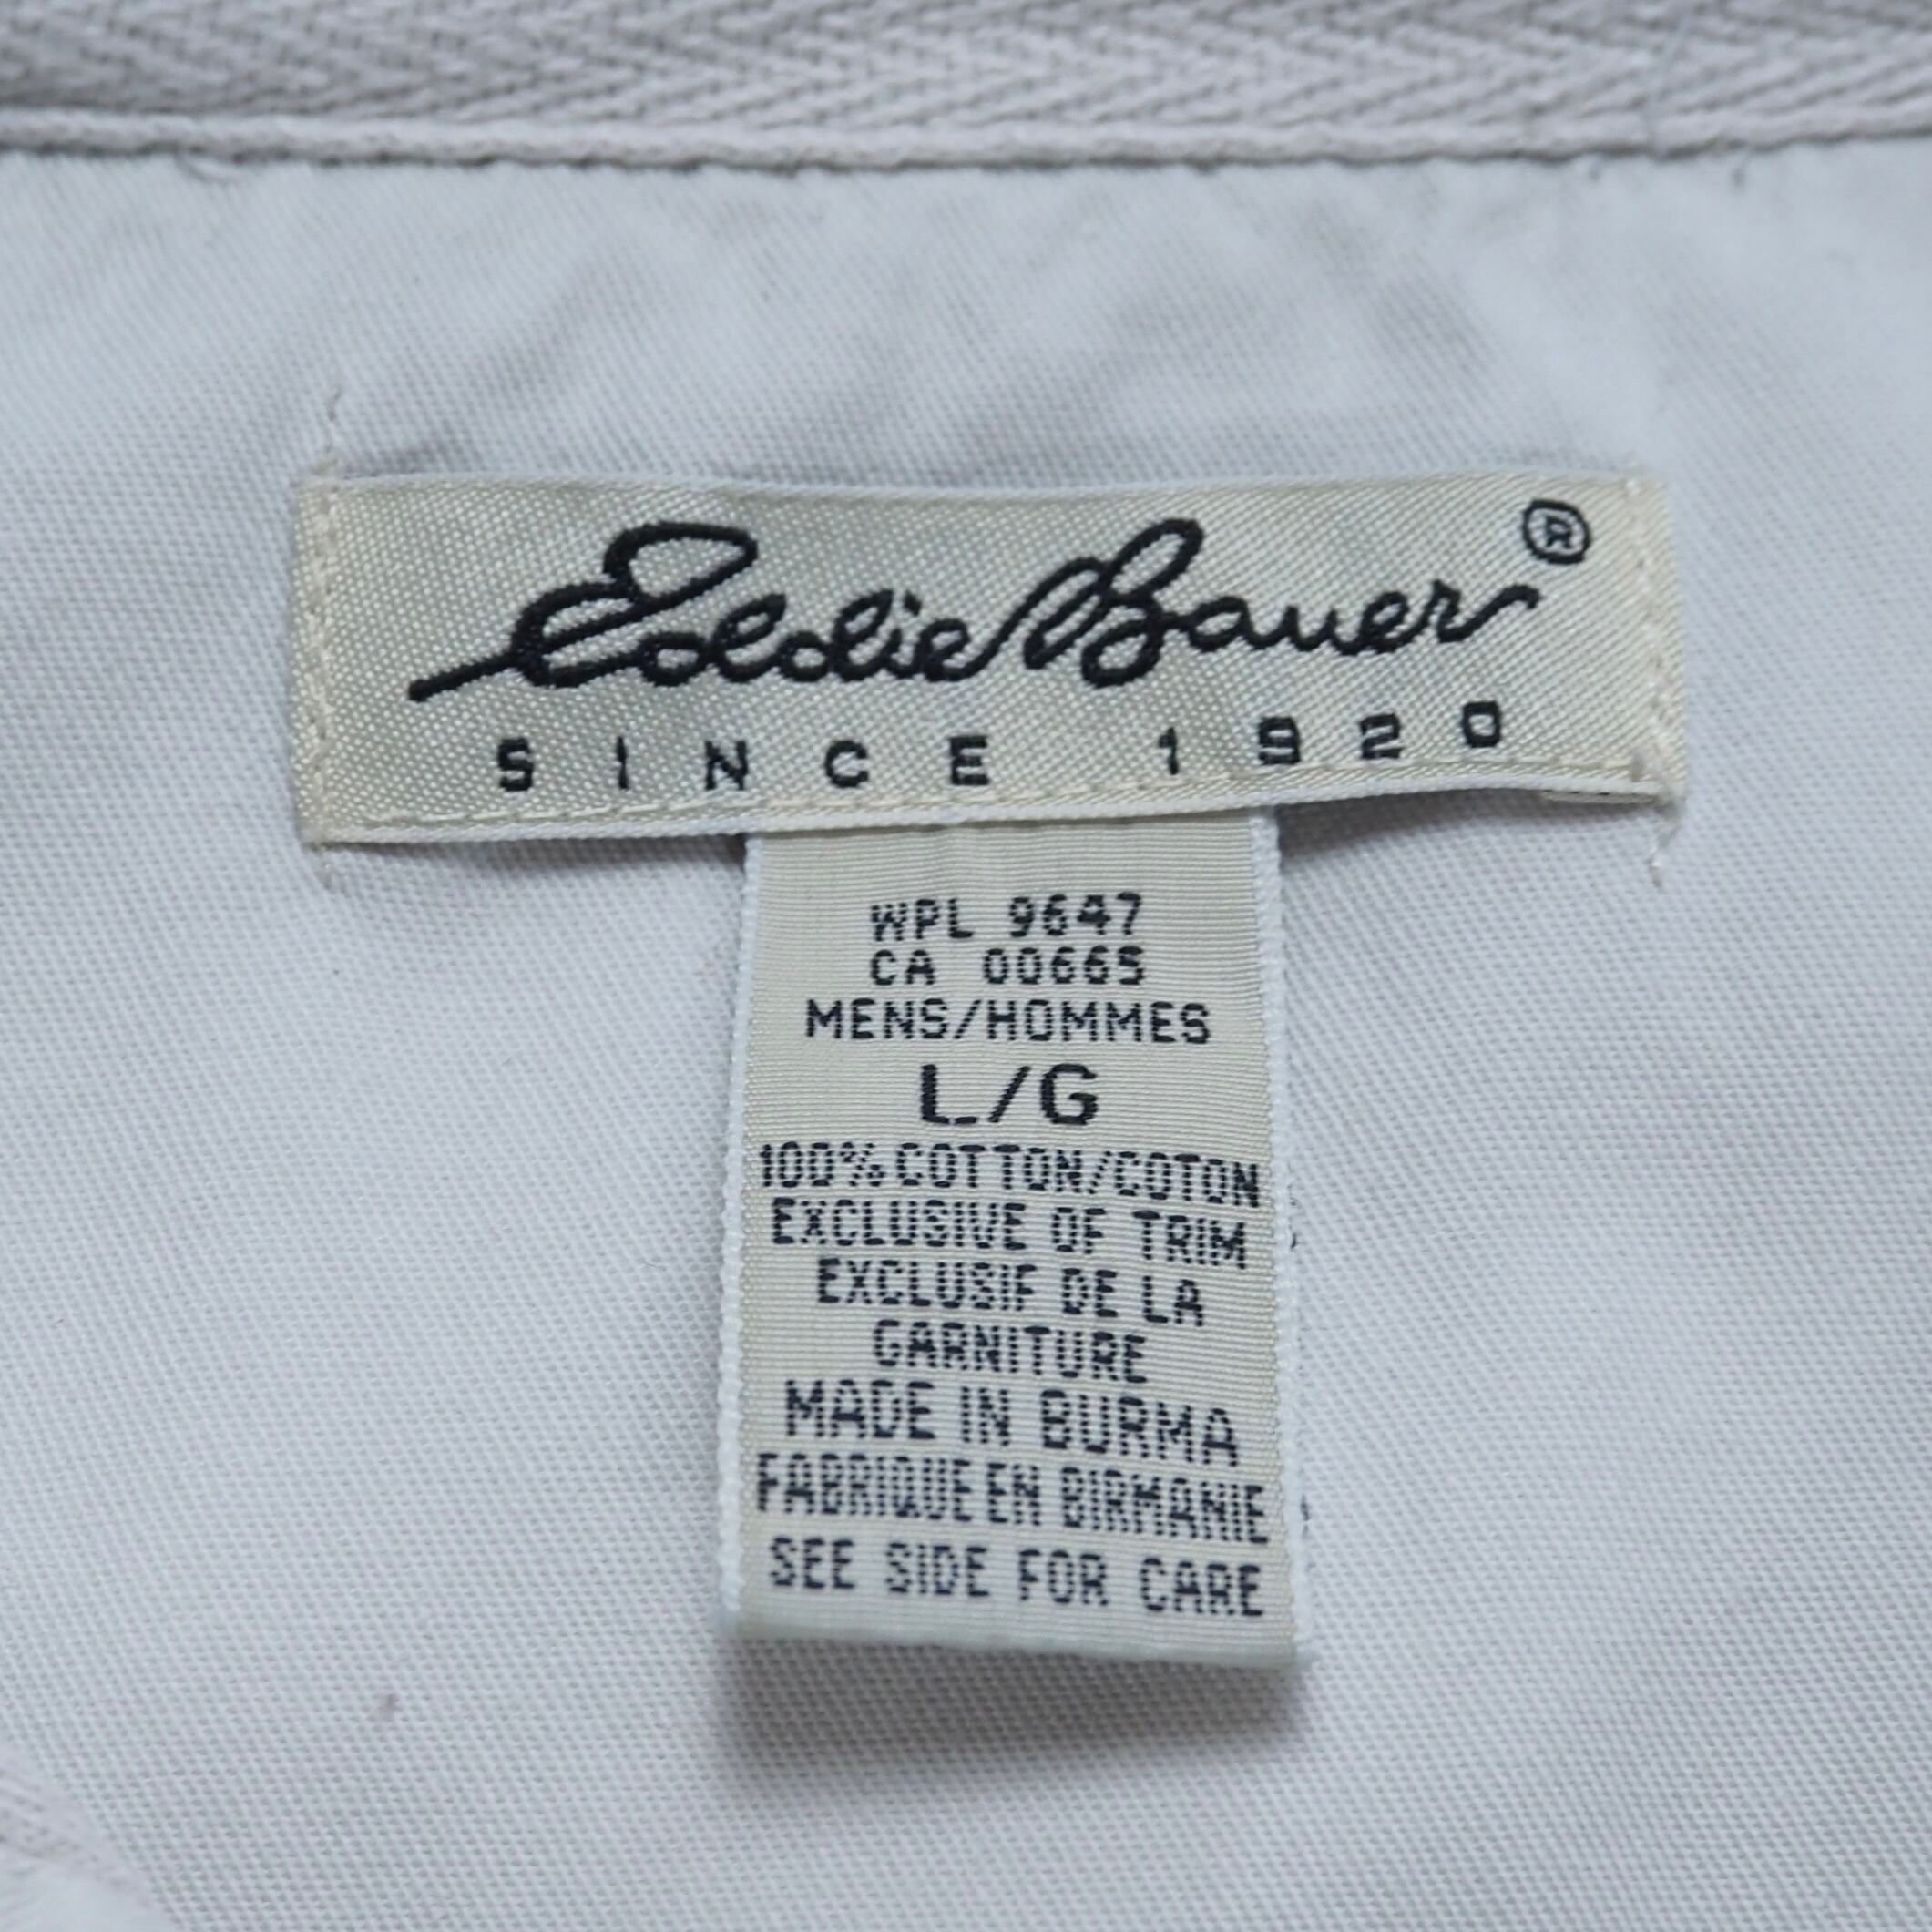 Eddie Bauer®
SINCE 1920
WPL 9647
CA 00665
MENS/HOMMES
L/G
100% COTTON/COTON
EXCLUSIVE OF TRIM
EXCLUSIF DE LA
GARNITURE
MADE IN BURMA
FABRIQUE EN BIRMANIE
SEE SIDE FOR CARE